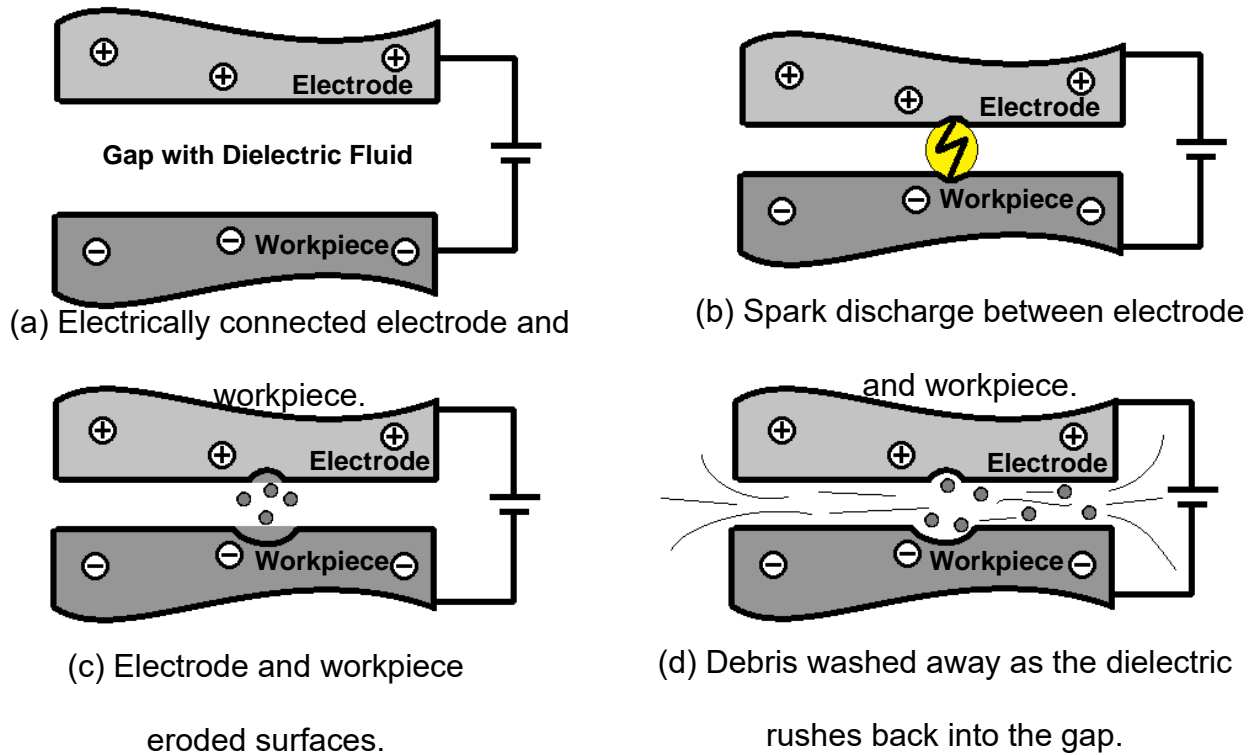 Electrode
Gap with Dielectric Fluid
Workpiece
(a) Electrically connected electrode and
workpiece.
Electrode
Workpiece
(b) Spark discharge between electrode
and workpiece.
Electrode
Workpiece
(c) Electrode and workpiece
eroded surfaces.
Electrode
Workpiece
(d) Debris washed away as the dielectric
rushes back into the gap.